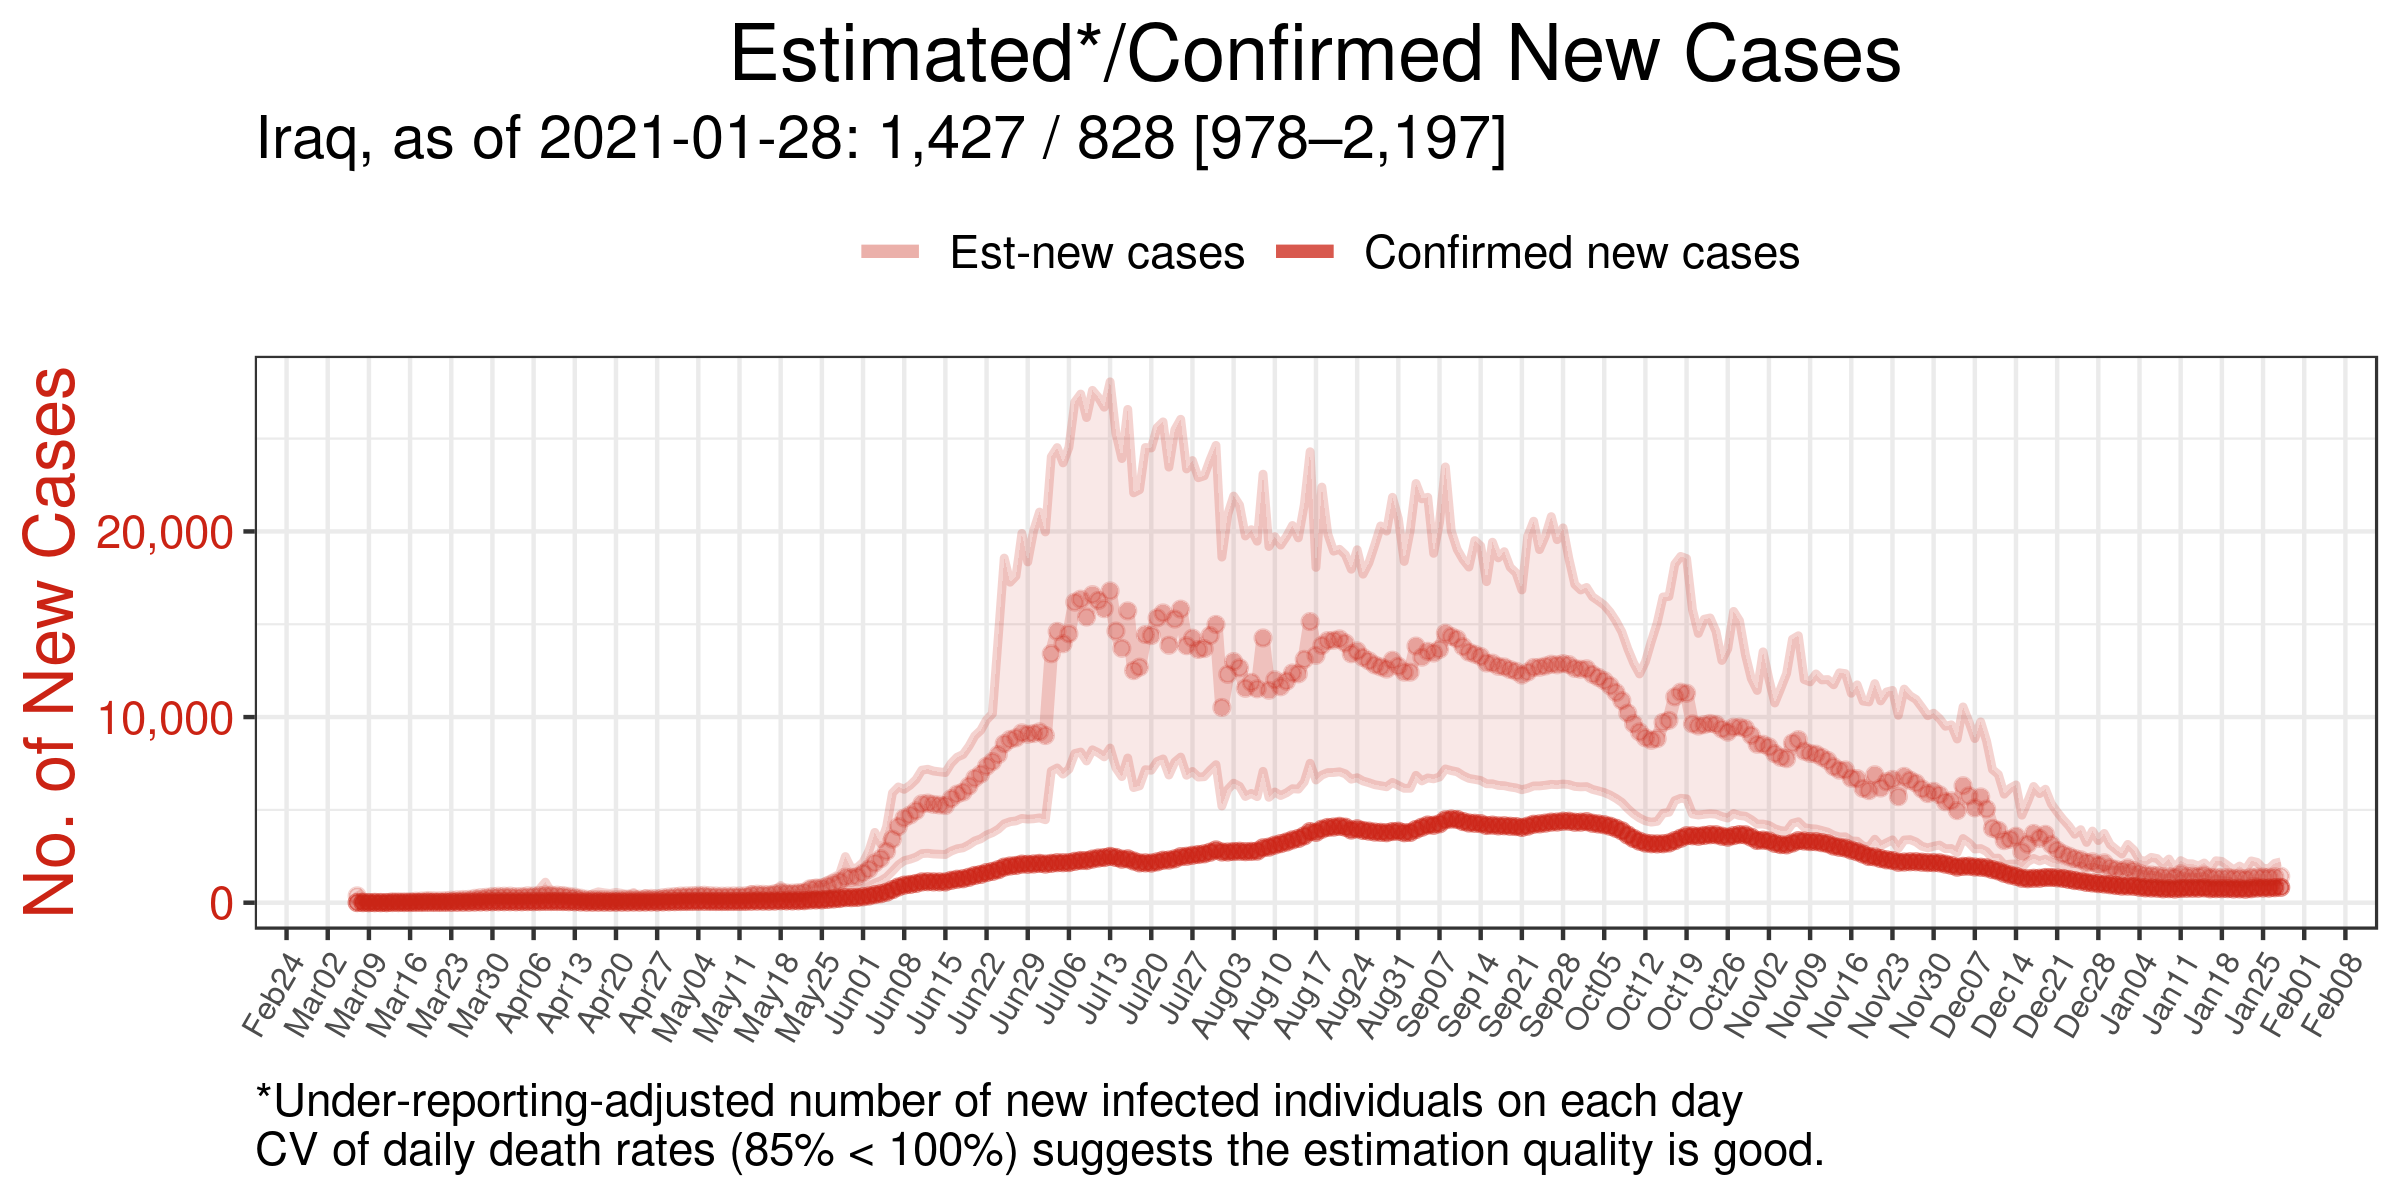 Estimated*/Confirmed New Cases
Iraq, as of 2021-01-28: 1,427 / 828 [978–2,197]
Est-new cases
Confirmed new cases
No. of New Cases
20,000
10,000
0
Feb24
Mar02
Mar09
Mar16
Mar23
Mar30
Apr06
Apr13
Apr20
Apr27
May04
May11
May18
May25
Jun01
Jun08
Jun15
Jun22
Jun29
Jul06
Jul13
Jul20
Jul27
Aug03
Aug10
Aug17
Aug24
Aug31
Sep07
Sep14
Sep21
Sep28
Oct05
Oct12
Oct19
Oct26
Nov02
Nov09
Nov16
Nov23
Nov30
Dec07
Dec14
Dec21
Dec28
Jan04
Jan11
Jan18
Jan25
Feb01
Feb08
*Under-reporting-adjusted number of new infected individuals on each day
CV of daily death rates (85% < 100%) suggests the estimation quality is good.